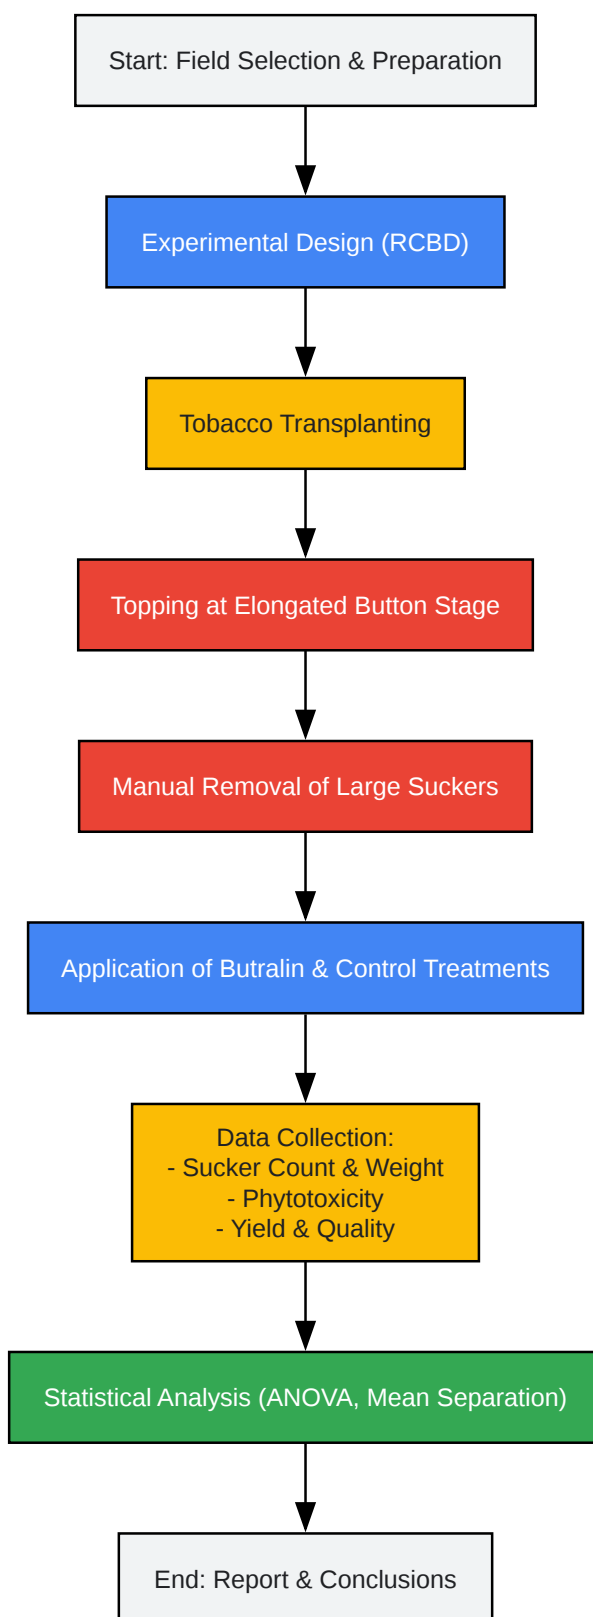 Start: Field Selection & Preparation
Experimental Design (RCBD)
Tobacco Transplanting
Topping at Elongated Button Stage
Manual Removal of Large Suckers
Application of Butralin & Control Treatments
Data Collection:
- Sucker Count & Weight
- Phytotoxicity
- Yield & Quality
Statistical Analysis (ANOVA, Mean Separation)
End: Report & Conclusions